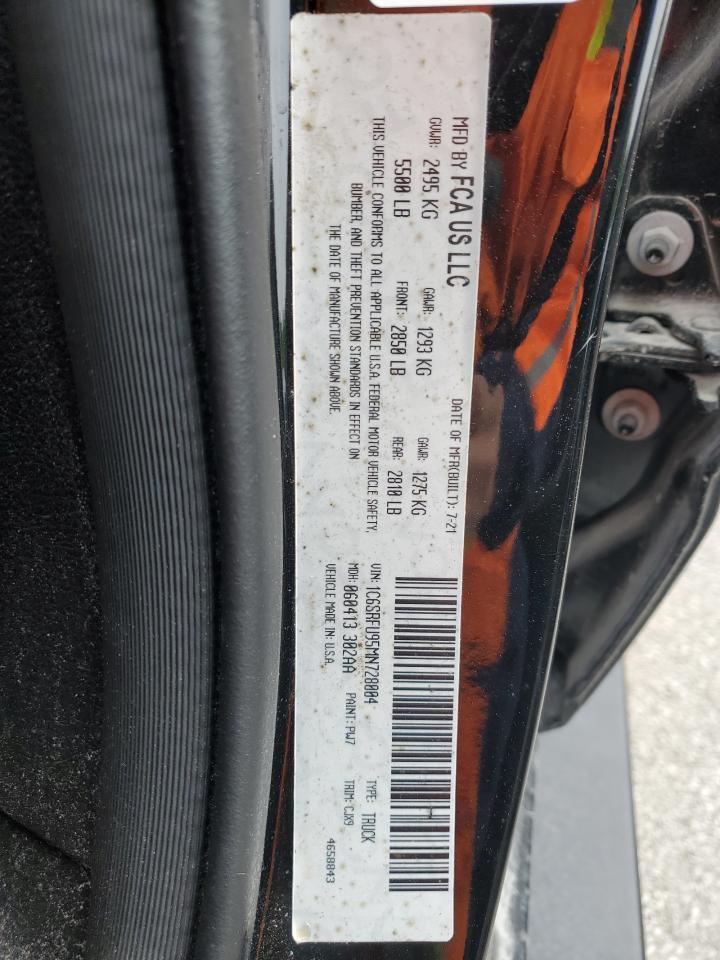 MFD BY FCA US LLC
DATE OF MFR(BUILT): 7-21
GVWR: 2495 KG
GAWR: 1293 KG
GAWR: 1275 KG
5500 LB
FRONT: 2850 LB
REAR: 2810 LB
THIS VEHICLE CONFORMS TO ALL APPLICABLE U.S.A. FEDERAL MOTOR VEHICLE SAFETY,
BUMBER, AND THEFT PREVENTION STANDARDS IN EFFECT ON
THE DATE OF MANUFACTURE SHOWN ABOVE.
VIN: 1C6SRFU95MN728004
TYPE: TRUCK
MDH: 060413 302AA
PAINT: PW7
TRIM: CJX9
VEHICLE MADE IN: U.S.A.
4658843